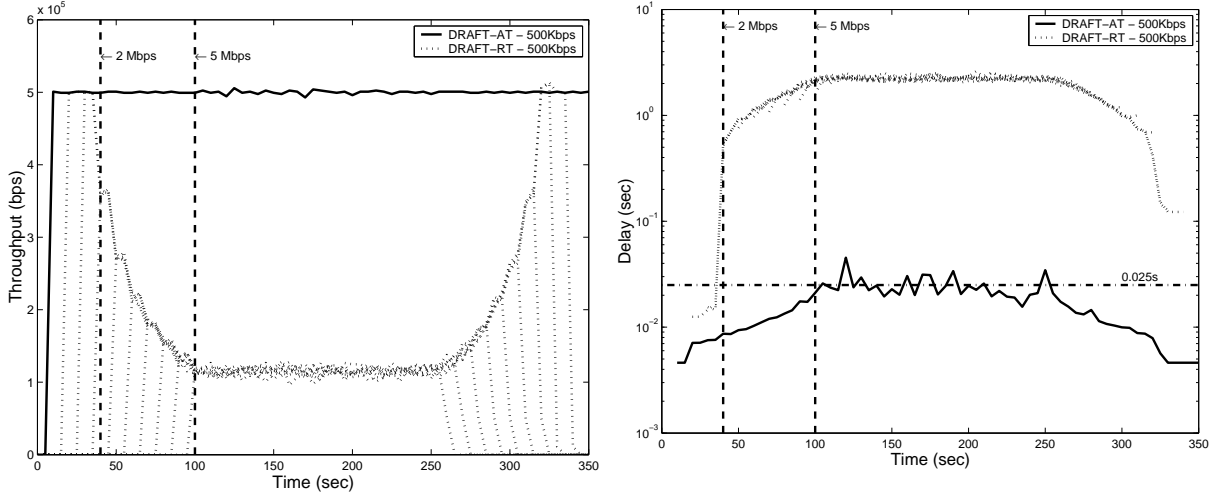 x 10^5
6
5
4
3
2
1
0
Throughput (bps)
0 50 100 150 200 250 300 350
Time (sec)
← 2 Mbps
← 5 Mbps
DRAFT−AT − 500Kbps
DRAFT−RT − 500Kbps
10^1
10^0
10^−1
10^−2
10^−3
Delay (sec)
0 50 100 150 200 250 300 350
Time (sec)
← 2 Mbps
← 5 Mbps
DRAFT−AT − 500Kbps
DRAFT−RT − 500Kbps
0.025s